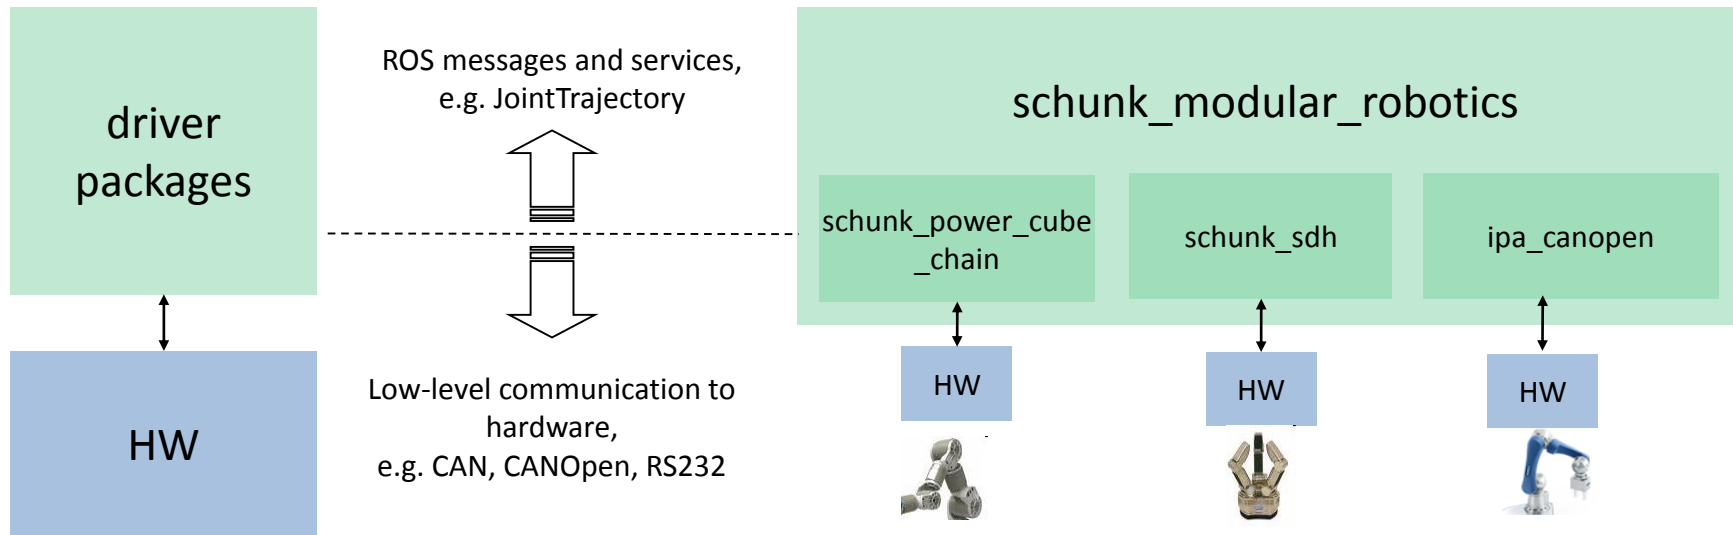 driver
packages
HW
ROS messages and services,
e.g. JointTrajectory
Low-level communication to
hardware,
e.g. CAN, CANOpen, RS232
schunk_modular_robotics
schunk_power_cube
_chain
schunk_sdh
ipa_canopen
HW
HW
HW